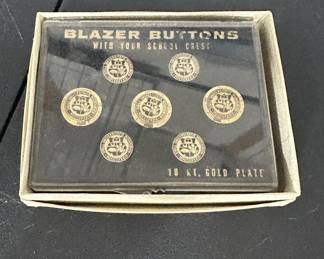 BLAZER BUTTONS
WITH YOUR SCHOOL CREST
18 KT. GOLD PLATE